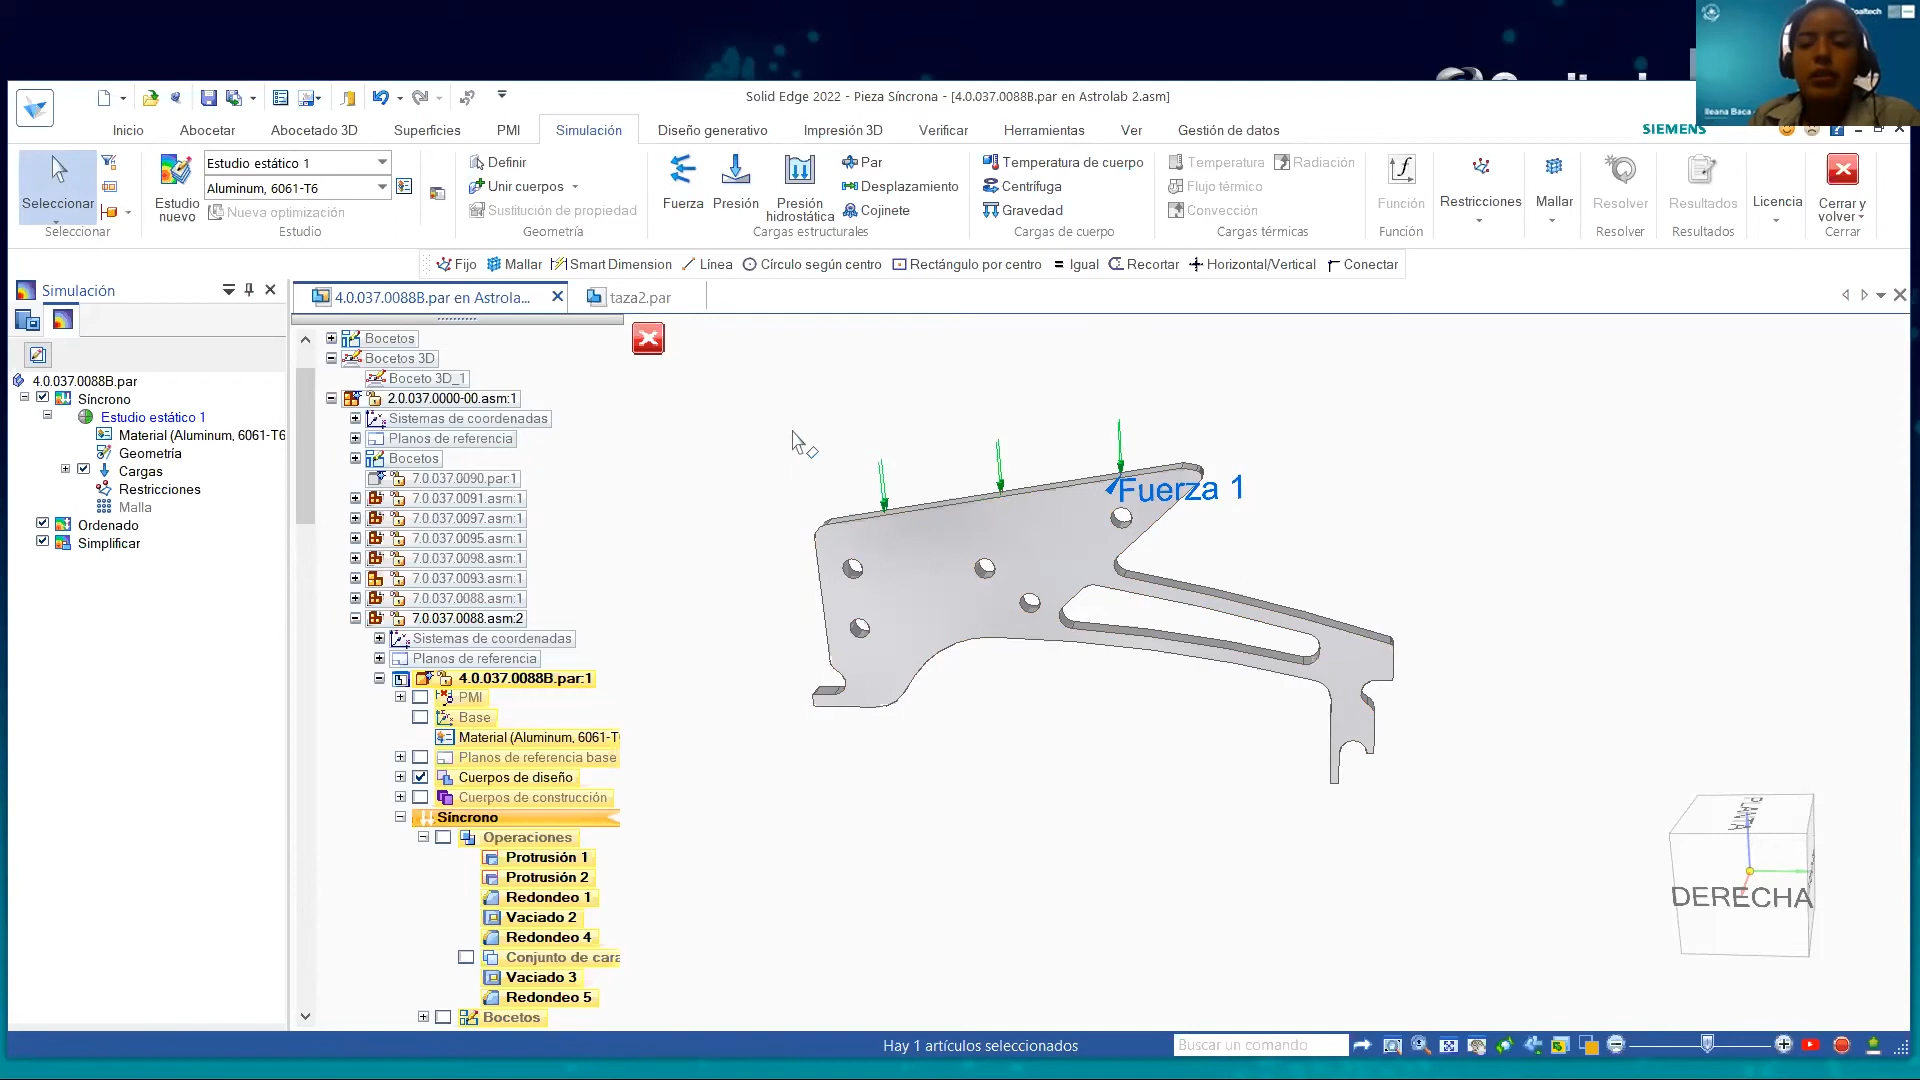 Coaltech
Ileana Baca
Solid Edge 2022 - Pieza Síncrona - [4.0.037.0088B.par en Astrolab 2.asm]
Inicio Abocetar Abocetado 3D Superficies PMI Simulación Diseño generativo Impresión 3D Verificar Herramientas Ver Gestión de datos SIEMENS
Seleccionar
Seleccionar
Estudio nuevo
Estudio estático 1
Aluminum, 6061-T6
Nueva optimización
Estudio
Definir
Unir cuerpos
Sustitución de propiedad
Geometría
Fuerza
Presión
Presión hidrostática
Par
Desplazamiento
Cojinete
Cargas estructurales
Temperatura de cuerpo
Centrífuga
Gravedad
Cargas de cuerpo
Temperatura
Radiación
Flujo térmico
Convección
Cargas térmicas
Función
Función
Restricciones
Mallar
Resolver
Resolver
Resultados
Resultados
Licencia
Cerrar y volver
Cerrar
Fijo Mallar Smart Dimension Línea Círculo según centro Rectángulo por centro Igual Recortar Horizontal/Vertical Conectar
Simulación
4.0.037.0088B.par
Síncrono
Estudio estático 1
Material (Aluminum, 6061-T6
Geometría
Cargas
Restricciones
Malla
Ordenado
Simplificar
4.0.037.0088B.par en Astrola...
taza2.par
Bocetos
Bocetos 3D
Boceto 3D_1
2.0.037.0000-00.asm:1
Sistemas de coordenadas
Planos de referencia
Bocetos
7.0.037.0090.par:1
7.0.037.0091.asm:1
7.0.037.0097.asm:1
7.0.037.0095.asm:1
7.0.037.0098.asm:1
7.0.037.0093.asm:1
7.0.037.0088.asm:1
7.0.037.0088.asm:2
Sistemas de coordenadas
Planos de referencia
4.0.037.0088B.par:1
PMI
Base
Material (Aluminum, 6061-T
Planos de referencia base
Cuerpos de diseño
Cuerpos de construcción
Síncrono
Operaciones
Protrusión 1
Protrusión 2
Redondeo 1
Vaciado 2
Redondeo 4
Conjunto de cara
Vaciado 3
Redondeo 5
Bocetos
Fuerza 1
PLANTA
DERECHA
Hay 1 artículos seleccionados
Buscar un comando